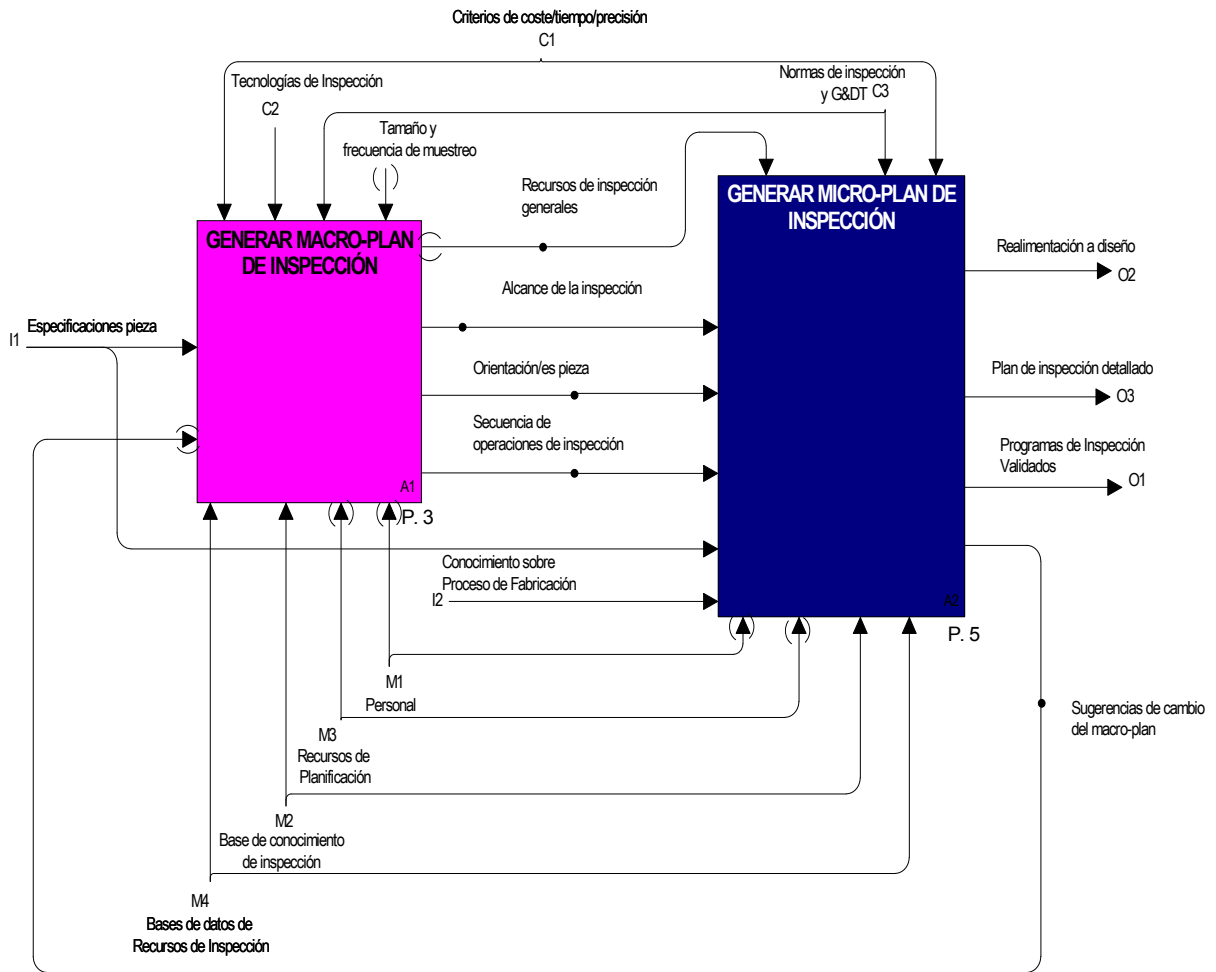 Criterios de coste/tiempo/precisión
C1
Tecnologías de Inspección
C2
Normas de inspección
y G&DT C3
Tamaño y
frecuencia de muestreo
Recursos de inspección
generales
GENERAR MACRO-PLAN
DE INSPECCIÓN
GENERAR MICRO-PLAN DE
INSPECCIÓN
Realimentación a diseño
O2
Alcance de la inspección
Especificaciones pieza
I1
Orientación/es pieza
Plan de inspección detallado
O3
Secuencia de
operaciones de inspección
Programas de Inspección
Validados
O1
A1
P. 3
Conocimiento sobre
Proceso de Fabricación
I2
A2
P. 5
M1
Personal
M3
Recursos de
Planificación
Sugerencias de cambio
del macro-plan
M2
Base de conocimiento
de inspección
M4
Bases de datos de
Recursos de Inspección